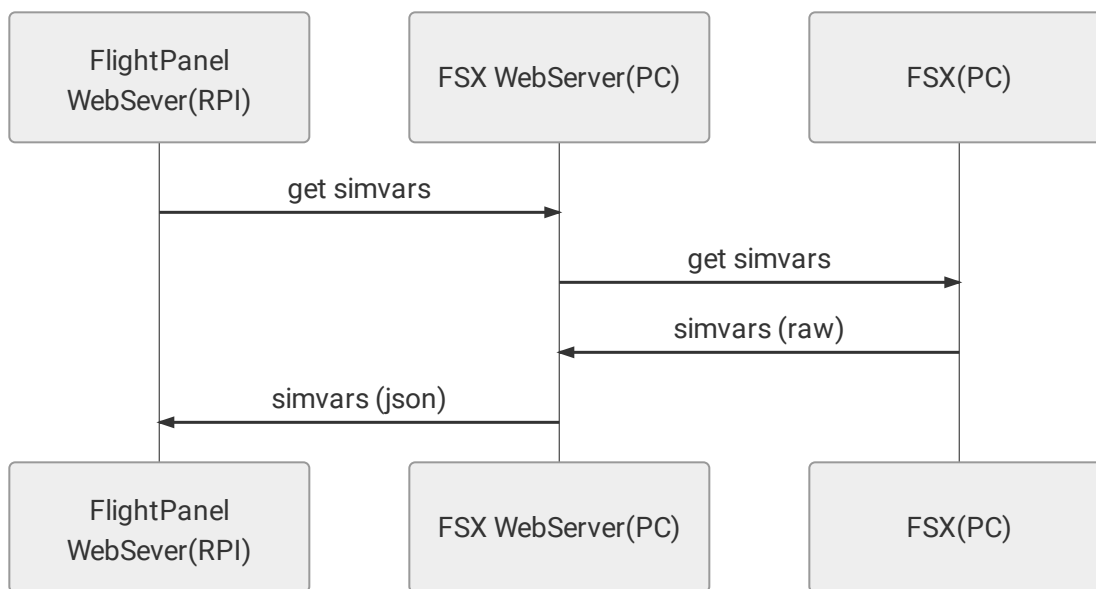 FlightPanel
WebSever(RPI)
FSX WebServer(PC)
FSX(PC)
get simvars
get simvars
simvars (raw)
simvars (json)
FlightPanel
WebSever(RPI)
FSX WebServer(PC)
FSX(PC)